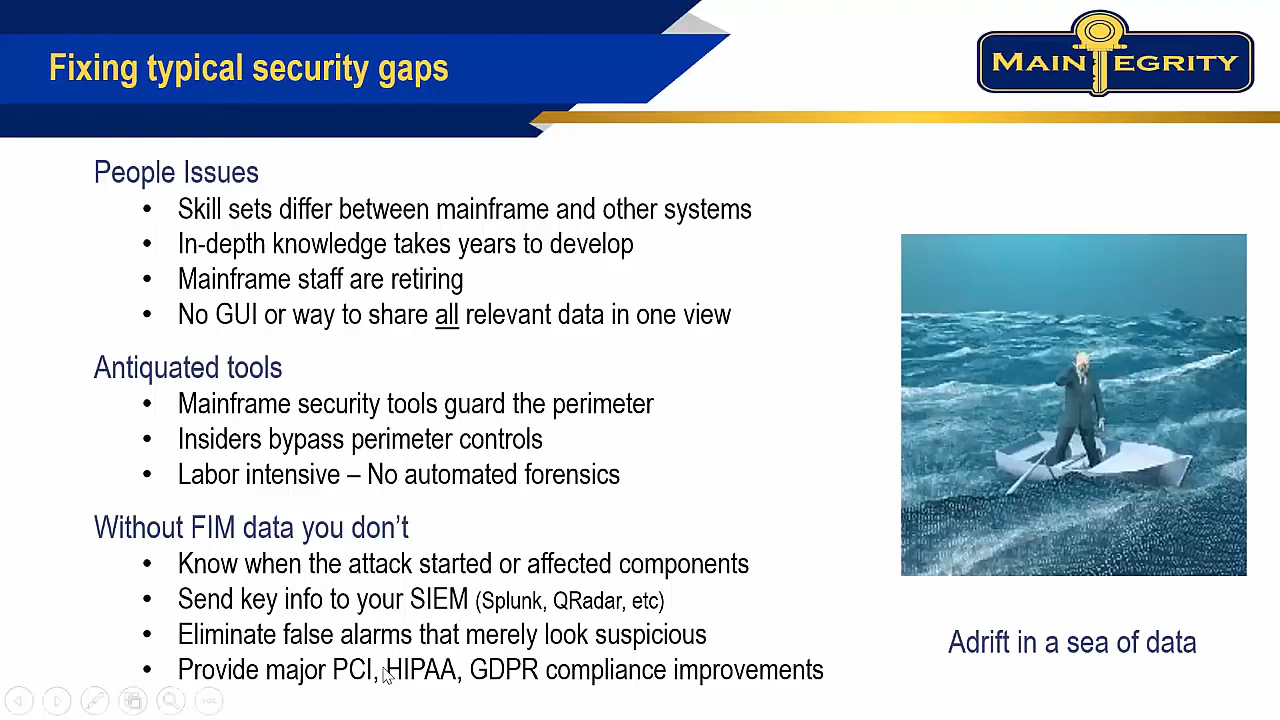 Fixing typical security gaps
MAINTEGRITY
People Issues
• Skill sets differ between mainframe and other systems
• In-depth knowledge takes years to develop
• Mainframe staff are retiring
• No GUI or way to share all relevant data in one view
Antiquated tools
• Mainframe security tools guard the perimeter
• Insiders bypass perimeter controls
• Labor intensive – No automated forensics
Without FIM data you don’t
• Know when the attack started or affected components
• Send key info to your SIEM (Splunk, QRadar, etc)
• Eliminate false alarms that merely look suspicious
• Provide major PCI, HIPAA, GDPR compliance improvements
Adrift in a sea of data